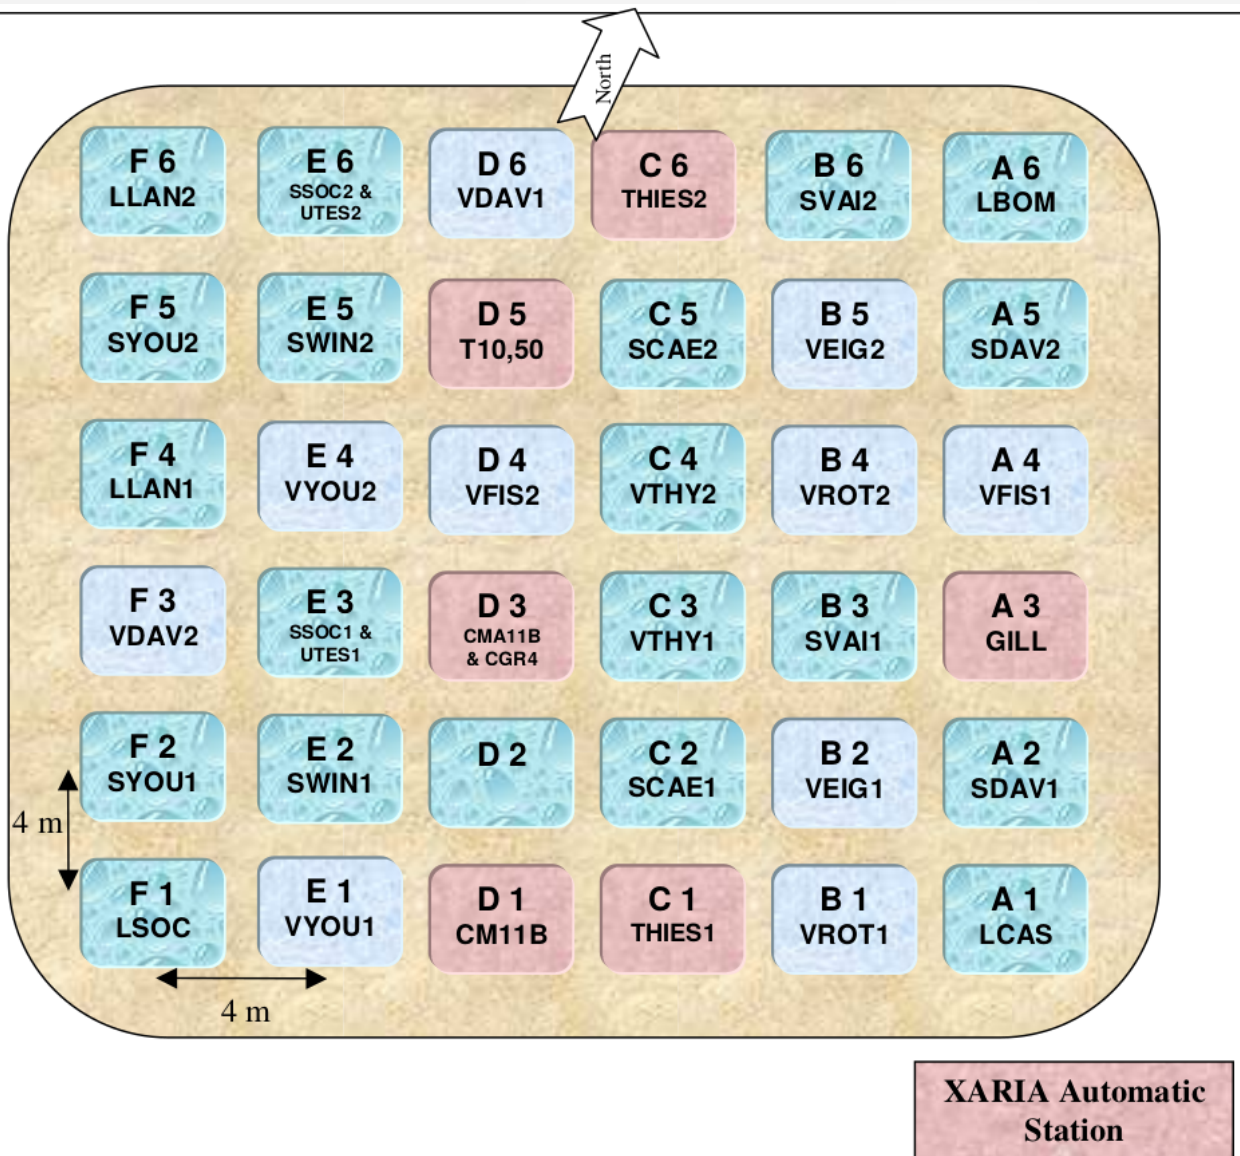 North
F 6
LLAN2
E 6
SSOC2 &
UTES2
D 6
VDAV1
C 6
THIES2
B 6
SVAI2
A 6
LBOM
F 5
SYOU2
E 5
SWIN2
D 5
T10,50
C 5
SCAE2
B 5
VEIG2
A 5
SDAV2
F 4
LLAN1
E 4
VYOU2
D 4
VFIS2
C 4
VTHY2
B 4
VROT2
A 4
VFIS1
F 3
VDAV2
E 3
SSOC1 &
UTES1
D 3
CMA11B
& CGR4
C 3
VTHY1
B 3
SVAI1
A 3
GILL
F 2
SYOU1
E 2
SWIN1
D 2
C 2
SCAE1
B 2
VEIG1
A 2
SDAV1
4 m
F 1
LSOC
E 1
VYOU1
D 1
CM11B
C 1
THIES1
B 1
VROT1
A 1
LCAS
4 m
XARIA Automatic
Station